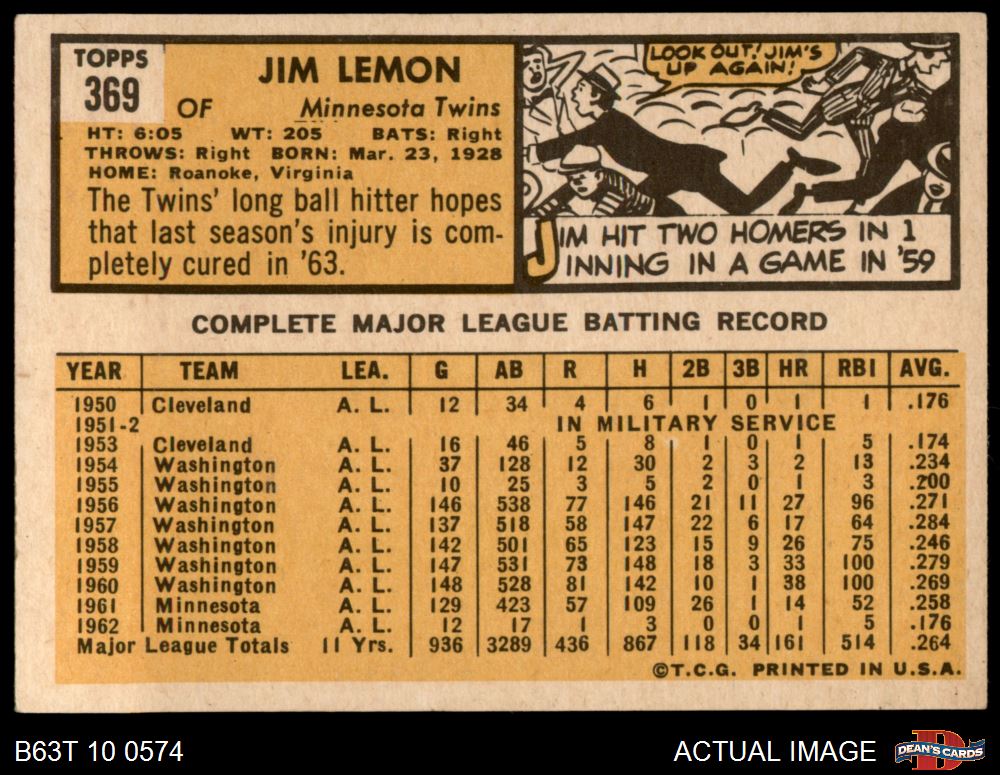 TOPPS
369
JIM LEMON
OF Minnesota Twins
HT: 6:05 WT: 205 BATS: Right
THROWS: Right BORN: Mar. 23, 1928
HOME: Roanoke, Virginia
The Twins' long ball hitter hopes
that last season's injury is com-
pletely cured in '63.
LOOK OUT! JIM'S
UP AGAIN!
JIM HIT TWO HOMERS IN 1
INNING IN A GAME IN '59
COMPLETE MAJOR LEAGUE BATTING RECORD
YEAR TEAM LEA. G AB R H 2B 3B HR RBI AVG.
1950 Cleveland A. L. 12 34 4 6 1 0 1 1 .176
1951-2 IN MILITARY SERVICE
1953 Cleveland A. L. 16 46 5 8 1 0 1 5 .174
1954 Washington A. L. 37 128 12 30 2 3 2 13 .234
1955 Washington A. L. 10 25 3 5 2 0 1 3 .200
1956 Washington A. L. 146 538 77 146 21 11 27 96 .271
1957 Washington A. L. 137 518 58 147 22 6 17 64 .284
1958 Washington A. L. 142 501 65 123 15 9 26 75 .246
1959 Washington A. L. 147 531 73 148 18 3 33 100 .279
1960 Washington A. L. 148 528 81 142 10 1 38 100 .269
1961 Minnesota A. L. 129 423 57 109 26 1 14 52 .258
1962 Minnesota A. L. 12 17 1 3 0 0 1 5 .176
Major League Totals 11 Yrs. 936 3289 436 867 118 34 161 514 .264
©T.C.G. PRINTED IN U.S.A.
B63T 10 0574
ACTUAL IMAGE
DEAN'S CARDS